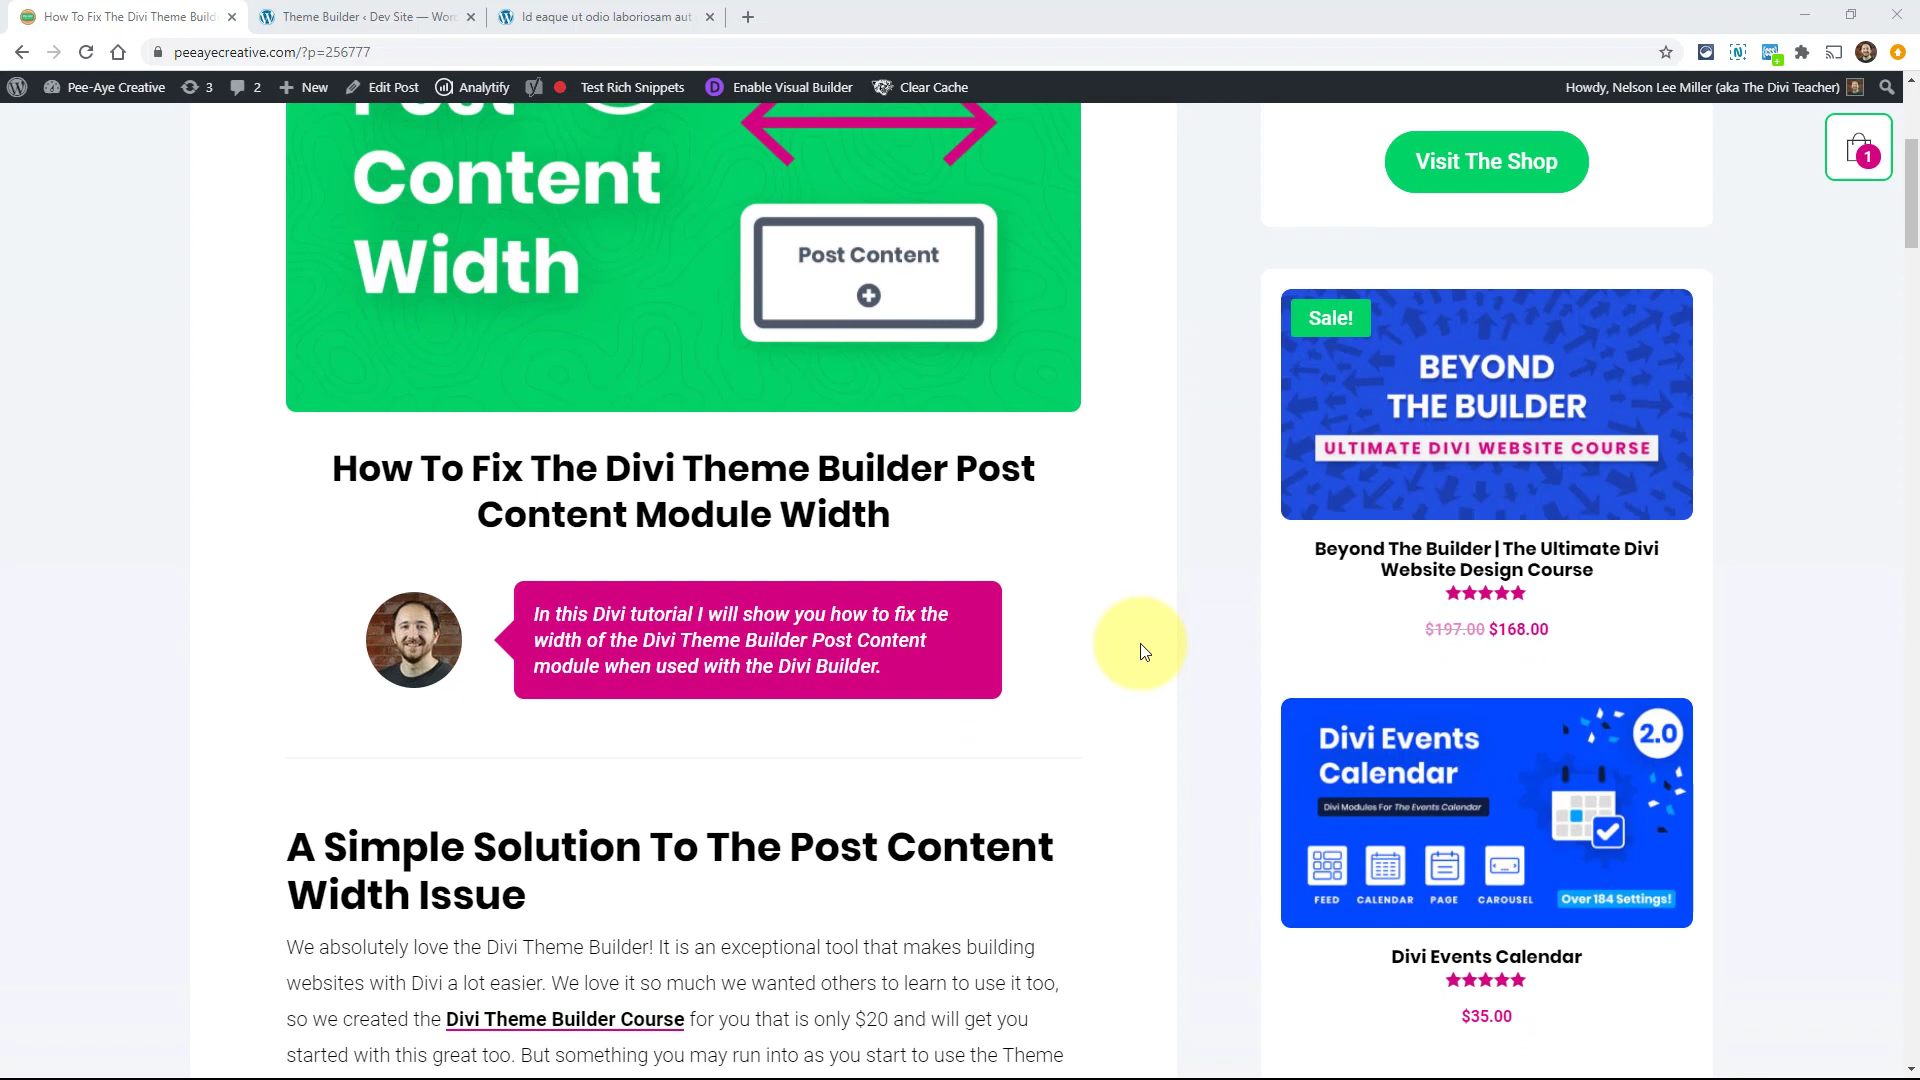 How To Fix The Divi Theme Build
Theme Builder ‹ Dev Site — Worc
Id eaque ut odio laboriosam aut
peeayecreative.com/?p=256777
Pee-Aye Creative
3
2
New
Edit Post
Analytify
Test Rich Snippets
Enable Visual Builder
Clear Cache
Howdy, Nelson Lee Miller (aka The Divi Teacher)
Post
Content
Width
Post Content
How To Fix The Divi Theme Builder Post
Content Module Width
In this Divi tutorial I will show you how to fix the
width of the Divi Theme Builder Post Content
module when used with the Divi Builder.
A Simple Solution To The Post Content
Width Issue
We absolutely love the Divi Theme Builder! It is an exceptional tool that makes building
websites with Divi a lot easier. We love it so much we wanted others to learn to use it too,
so we created the Divi Theme Builder Course for you that is only $20 and will get you
started with this great too. But something you may run into as you start to use the Theme
Visit The Shop
1
Sale!
BEYOND
THE BUILDER
ULTIMATE DIVI WEBSITE COURSE
Beyond The Builder | The Ultimate Divi
Website Design Course
$197.00 $168.00
Divi Events
Calendar
2.0
Divi Modules For The Events Calendar
FEED CALENDAR PAGE CAROUSEL
Over 184 Settings!
Divi Events Calendar
$35.00